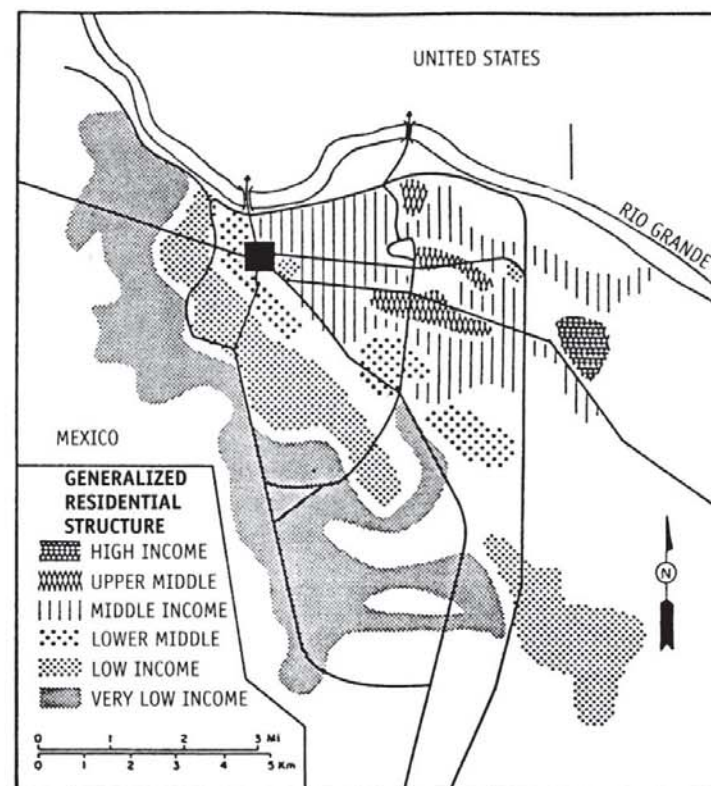 UNITED STATES
RIO GRANDE
MEXICO
GENERALIZED
RESIDENTIAL
STRUCTURE
HIGH INCOME
UPPER MIDDLE
MIDDLE INCOME
LOWER MIDDLE
LOW INCOME
VERY LOW INCOME
0 1 2 3 Mi
0 1 2 3 4 5 Km
N